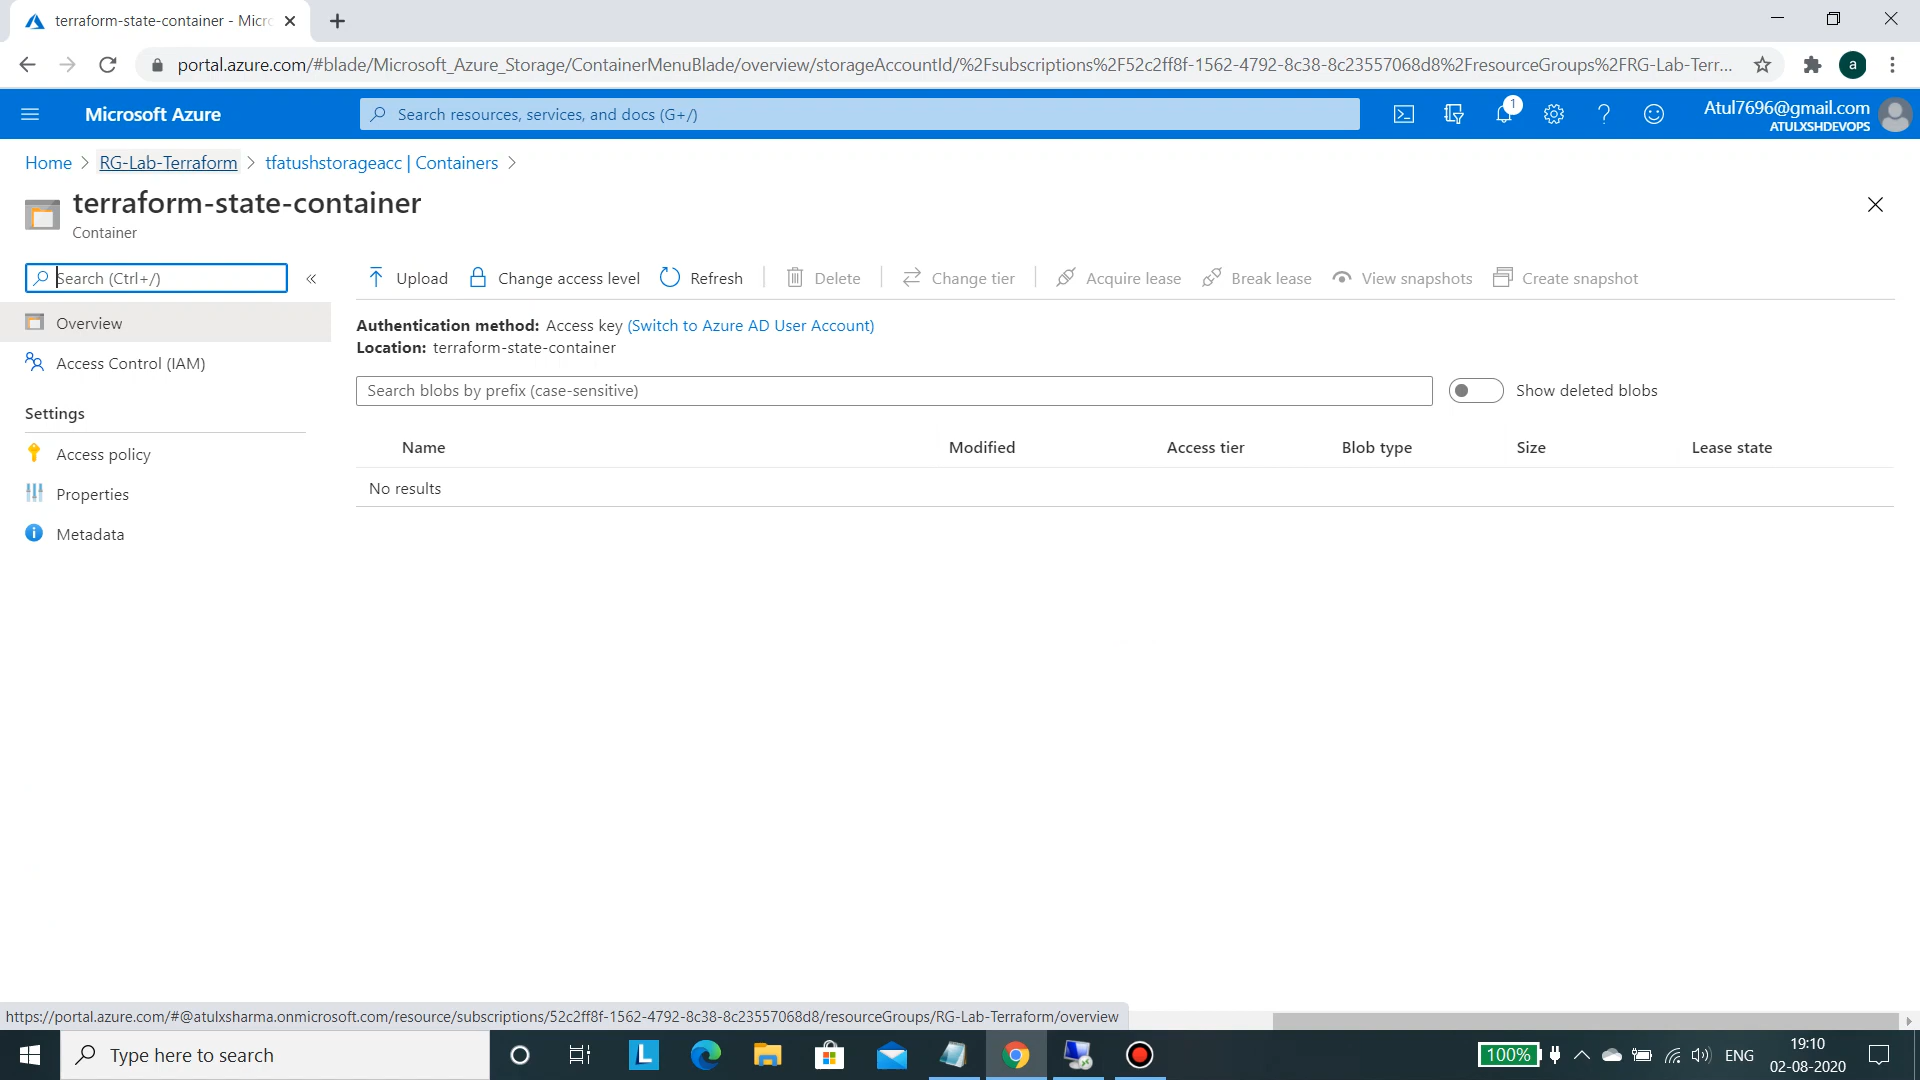 terraform-state-container - Micro
portal.azure.com/#blade/Microsoft_Azure_Storage/ContainerMenuBlade/overview/storageAccountId/%2Fsubscriptions%2F52c2ff8f-1562-4792-8c38-8c23557068d8%2FresourceGroups%2FRG-Lab-Terr...
a
Microsoft Azure
Search resources, services, and docs (G+/)
1
Atul7696@gmail.com
ATULXSHDEVOPS
Home > RG-Lab-Terraform > tfatushstorageacc | Containers >
terraform-state-container
Container
Search (Ctrl+/)
«
Upload
Change access level
Refresh
Delete
Change tier
Acquire lease
Break lease
View snapshots
Create snapshot
Overview
Access Control (IAM)
Settings
Access policy
Properties
Metadata
Authentication method: Access key (Switch to Azure AD User Account)
Location: terraform-state-container
Search blobs by prefix (case-sensitive)
Show deleted blobs
Name Modified Access tier Blob type Size Lease state
No results
https://portal.azure.com/#@atulxsharma.onmicrosoft.com/resource/subscriptions/52c2ff8f-1562-4792-8c38-8c23557068d8/resourceGroups/RG-Lab-Terraform/overview
Type here to search
L
100%
ENG
19:10
02-08-2020